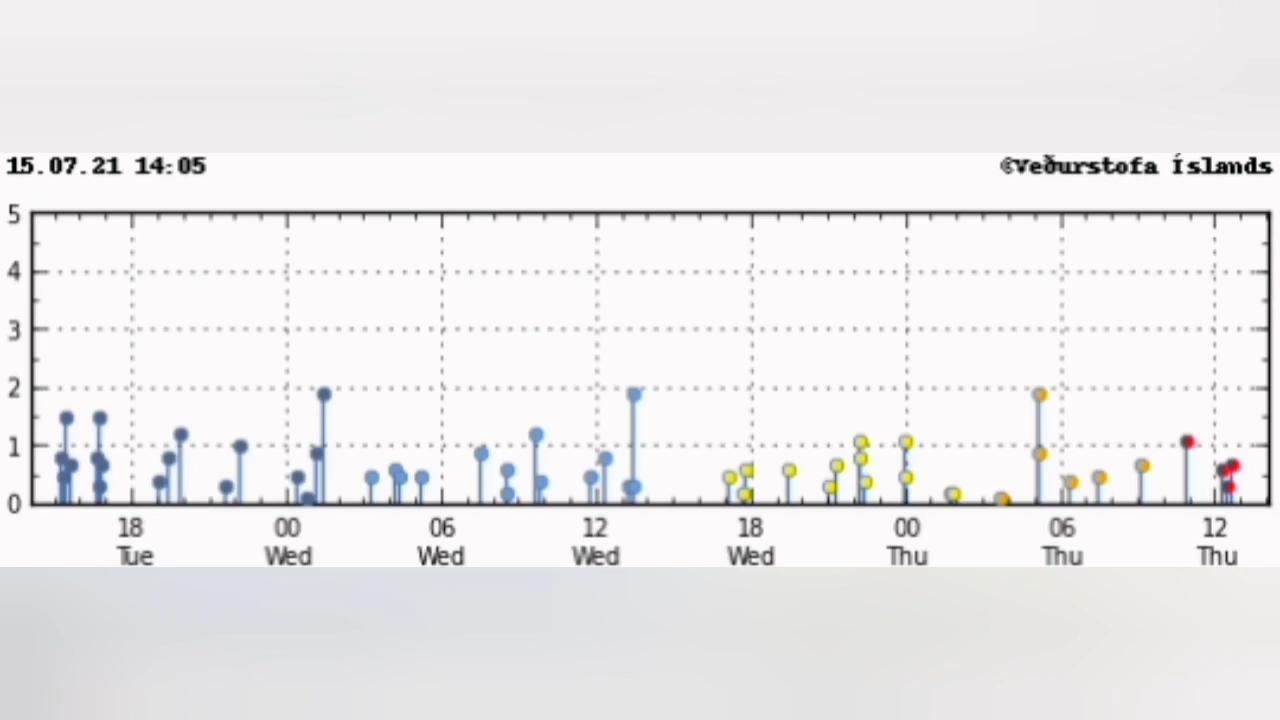 15.07.21 14:05 ©Veðurstofa Íslands
5
4
3
2
1
0
18 00 06 12 18 00 06 12
Tue Wed Wed Wed Wed Thu Thu Thu